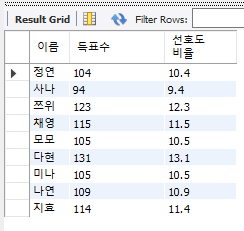 Result Grid Filter Rows:
이름 득표수 선호도 비율
정연 104 10.4
사나 94 9.4
쯔위 123 12.3
채영 115 11.5
모모 105 10.5
다현 131 13.1
미나 105 10.5
나연 109 10.9
지효 114 11.4